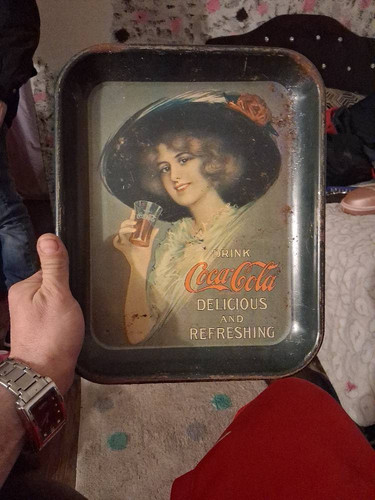 DRINK
Coca-Cola
DELICIOUS
AND
REFRESHING